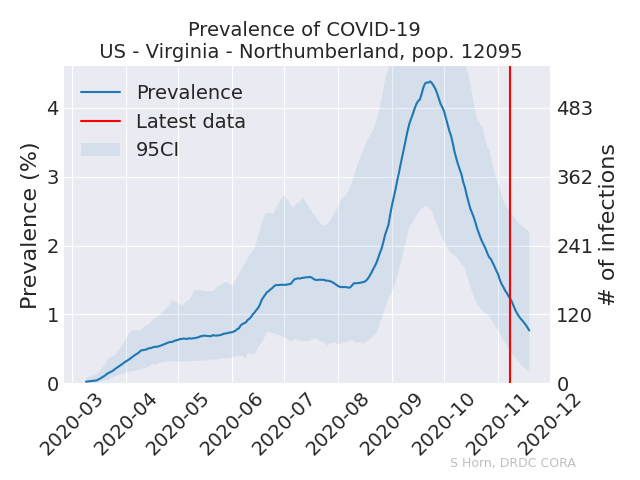 Prevalence of COVID-19
US - Virginia - Northumberland, pop. 12095
Prevalence
Latest data
95CI
Prevalence (%)
4
3
2
1
0
483
362
241
120
0
# of infections
2020-03
2020-04
2020-05
2020-06
2020-07
2020-08
2020-09
2020-10
2020-11
2020-12
S Horn, DRDC CORA